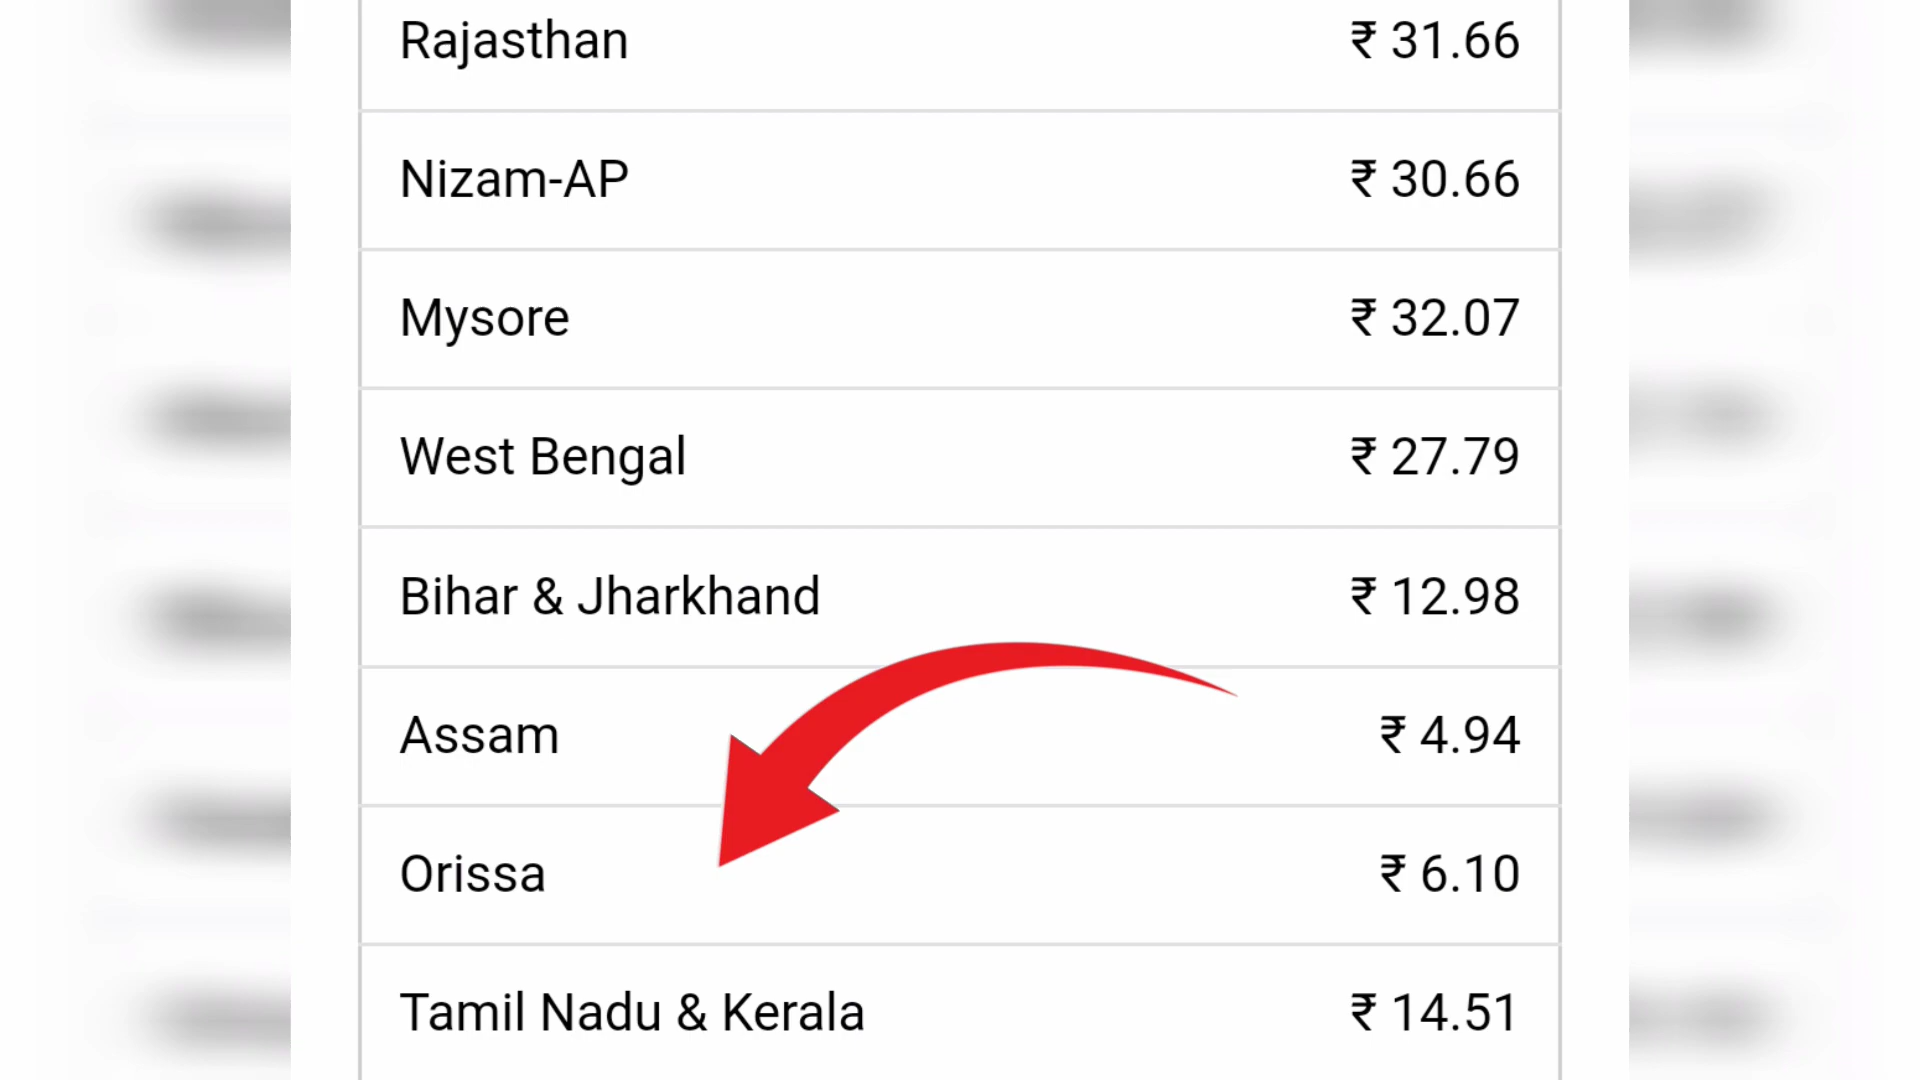 Rajasthan ₹ 31.66
Nizam-AP ₹ 30.66
Mysore ₹ 32.07
West Bengal ₹ 27.79
Bihar & Jharkhand ₹ 12.98
Assam ₹ 4.94
Orissa ₹ 6.10
Tamil Nadu & Kerala ₹ 14.51